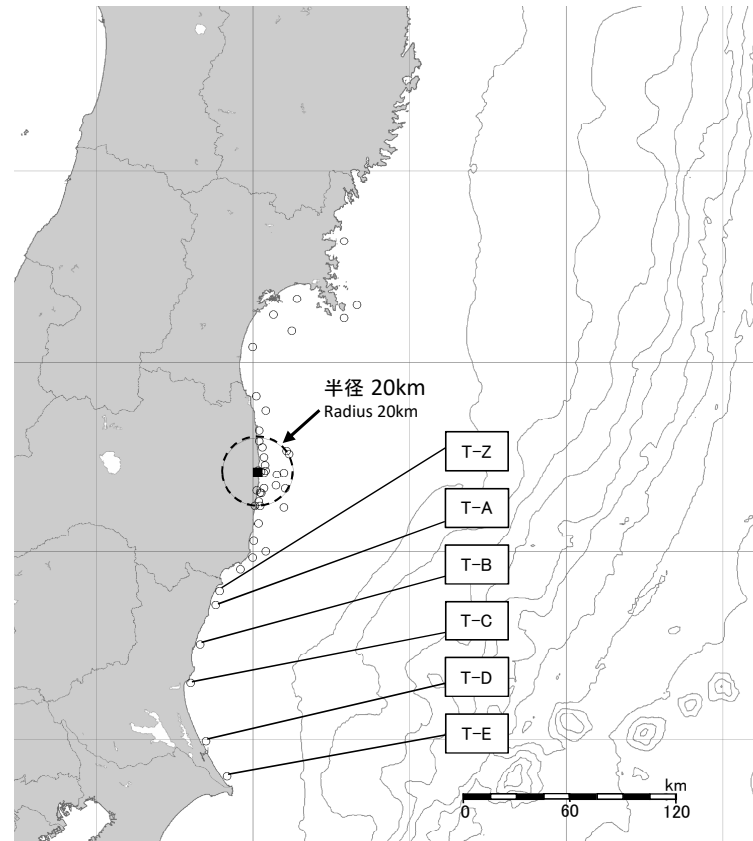 半径 20km
Radius 20km
T-Z
T-A
T-B
T-C
T-D
T-E
km
0 60 120